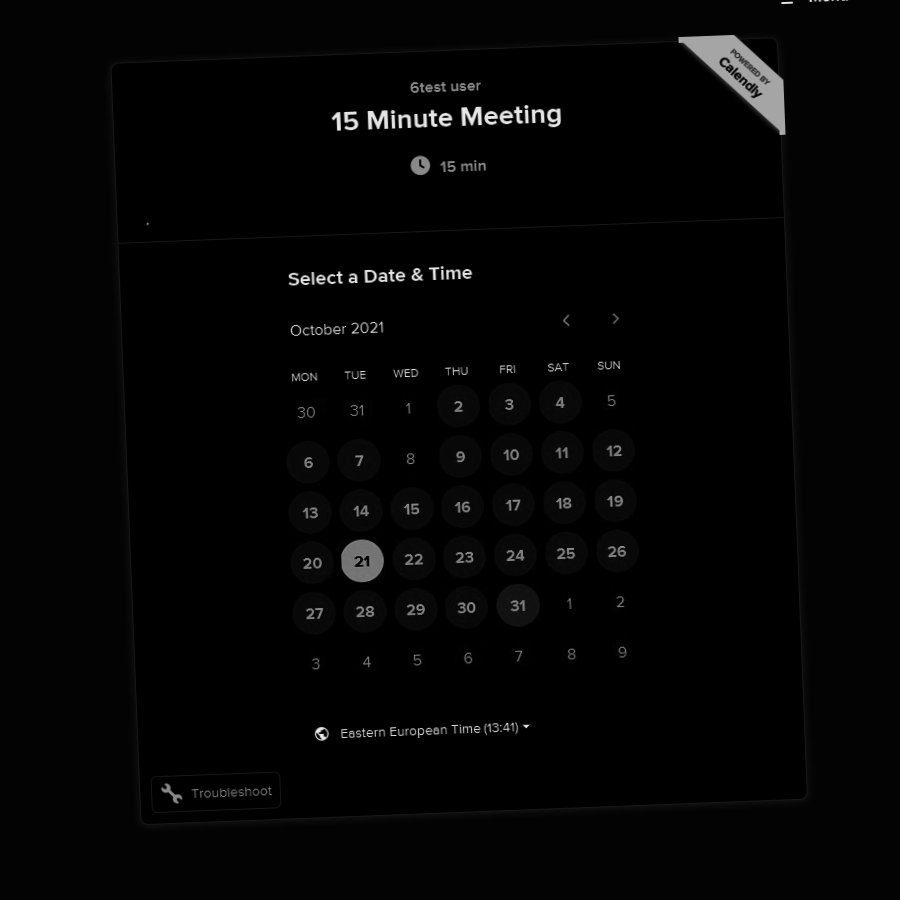 POWERED BY
Calendly
6test user
15 Minute Meeting
15 min
Select a Date & Time
October 2021
MON TUE WED THU FRI SAT SUN
30 31 1 2 3 4 5
6 7 8 9 10 11 12
13 14 15 16 17 18 19
20 21 22 23 24 25 26
27 28 29 30 31 1 2
3 4 5 6 7 8 9
Eastern European Time (13:41)
Troubleshoot